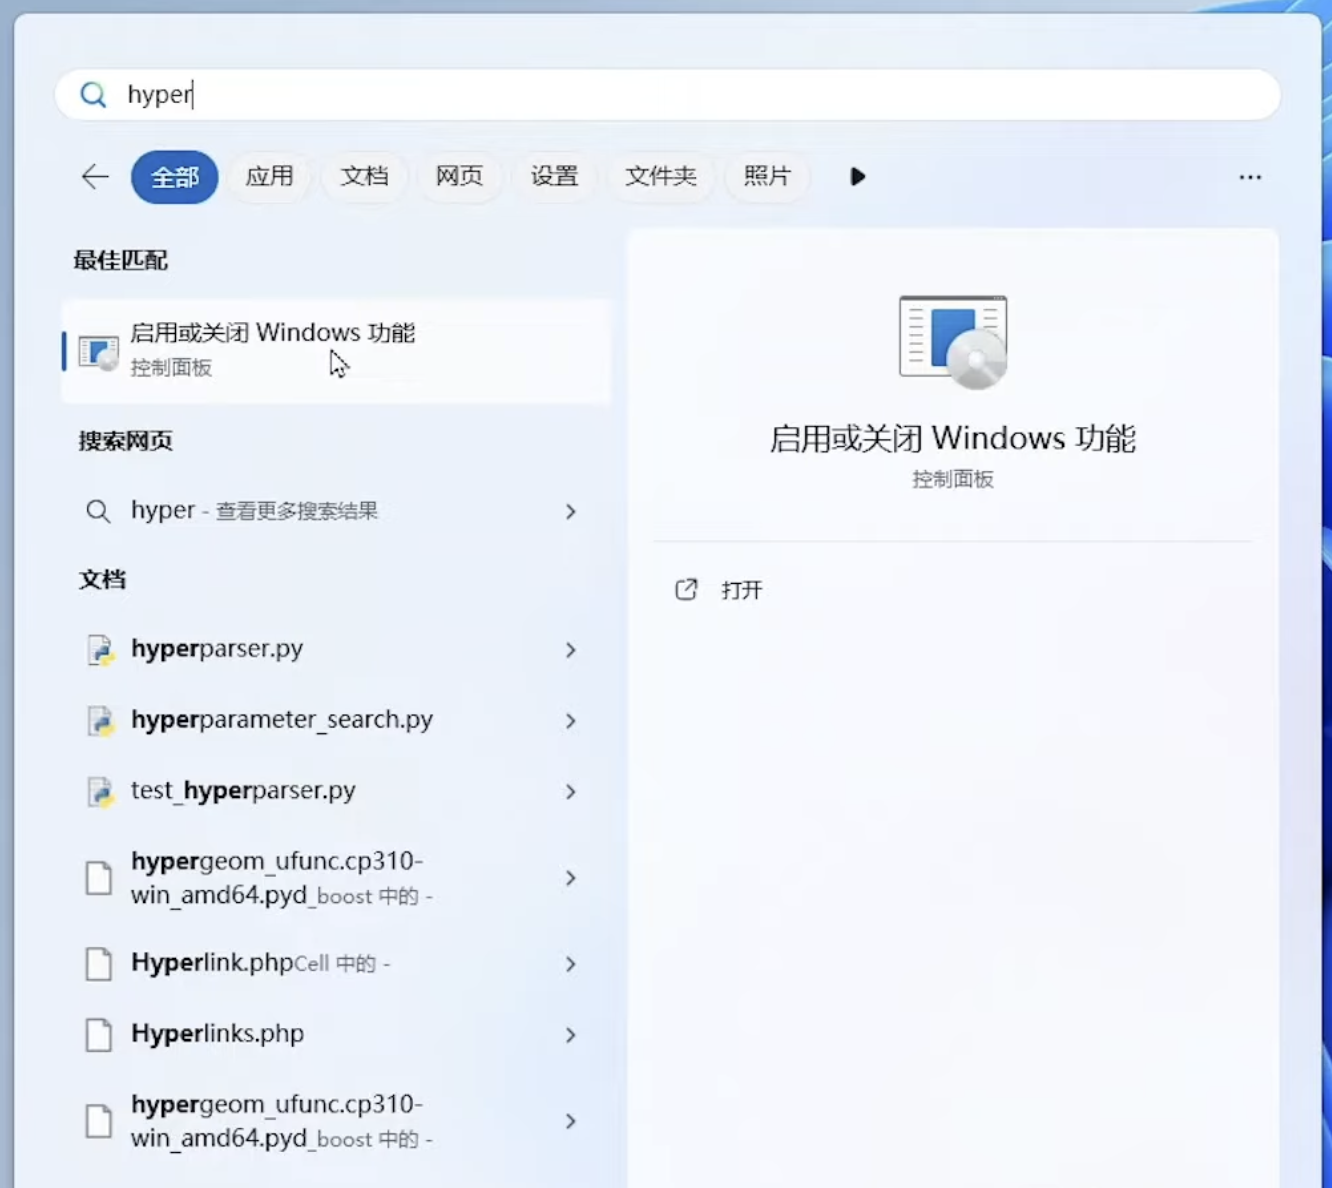 hyper
全部 应用 文档 网页 设置 文件夹 照片
最佳匹配
启用或关闭 Windows 功能
控制面板
搜索网页
hyper - 查看更多搜索结果
文档
hyperparser.py
hyperparameter_search.py
test_hyperparser.py
hypergeom_ufunc.cp310-
win_amd64.pyd_boost 中的 -
Hyperlink.phpCell 中的 -
Hyperlinks.php
hypergeom_ufunc.cp310-
win_amd64.pyd_boost 中的 -
启用或关闭 Windows 功能
控制面板
打开